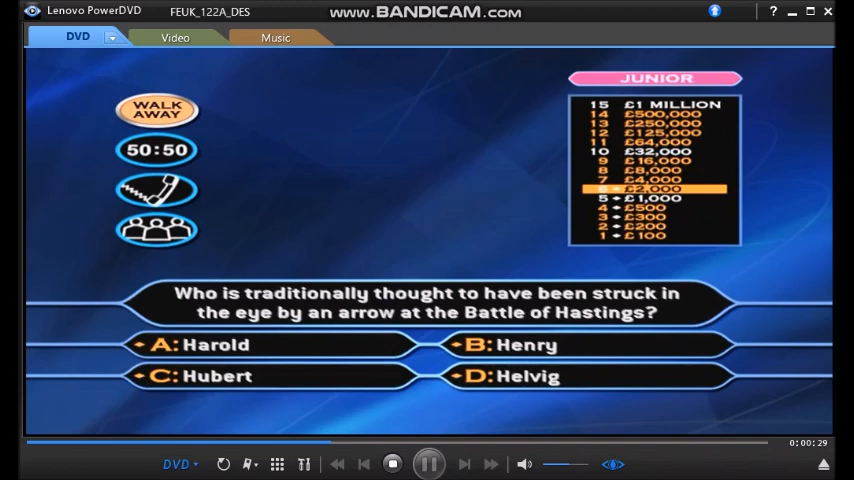 Lenovo PowerDVD
FEUK_122A_DES
www.BANDICAM.com
?
DVD
Video
Music
WALK
AWAY
50:50
JUNIOR
15 £1 MILLION
14 £500,000
13 £250,000
12 £125,000
11 £64,000
10 £32,000
9 £16,000
8 £8,000
7 £4,000
6 £2,000
5 £1,000
4 £500
3 £300
2 £200
1 £100
Who is traditionally thought to have been struck in
the eye by an arrow at the Battle of Hastings?
A: Harold
B: Henry
C: Hubert
D: Helvig
0:00:29
DVD